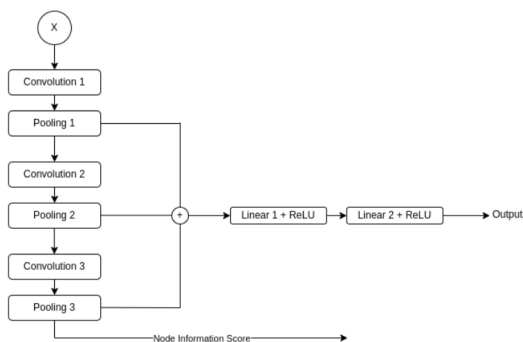 X
Convolution 1
Pooling 1
Convolution 2
Pooling 2
+
Linear 1 + ReLU
Linear 2 + ReLU
Output
Convolution 3
Pooling 3
Node Information Score